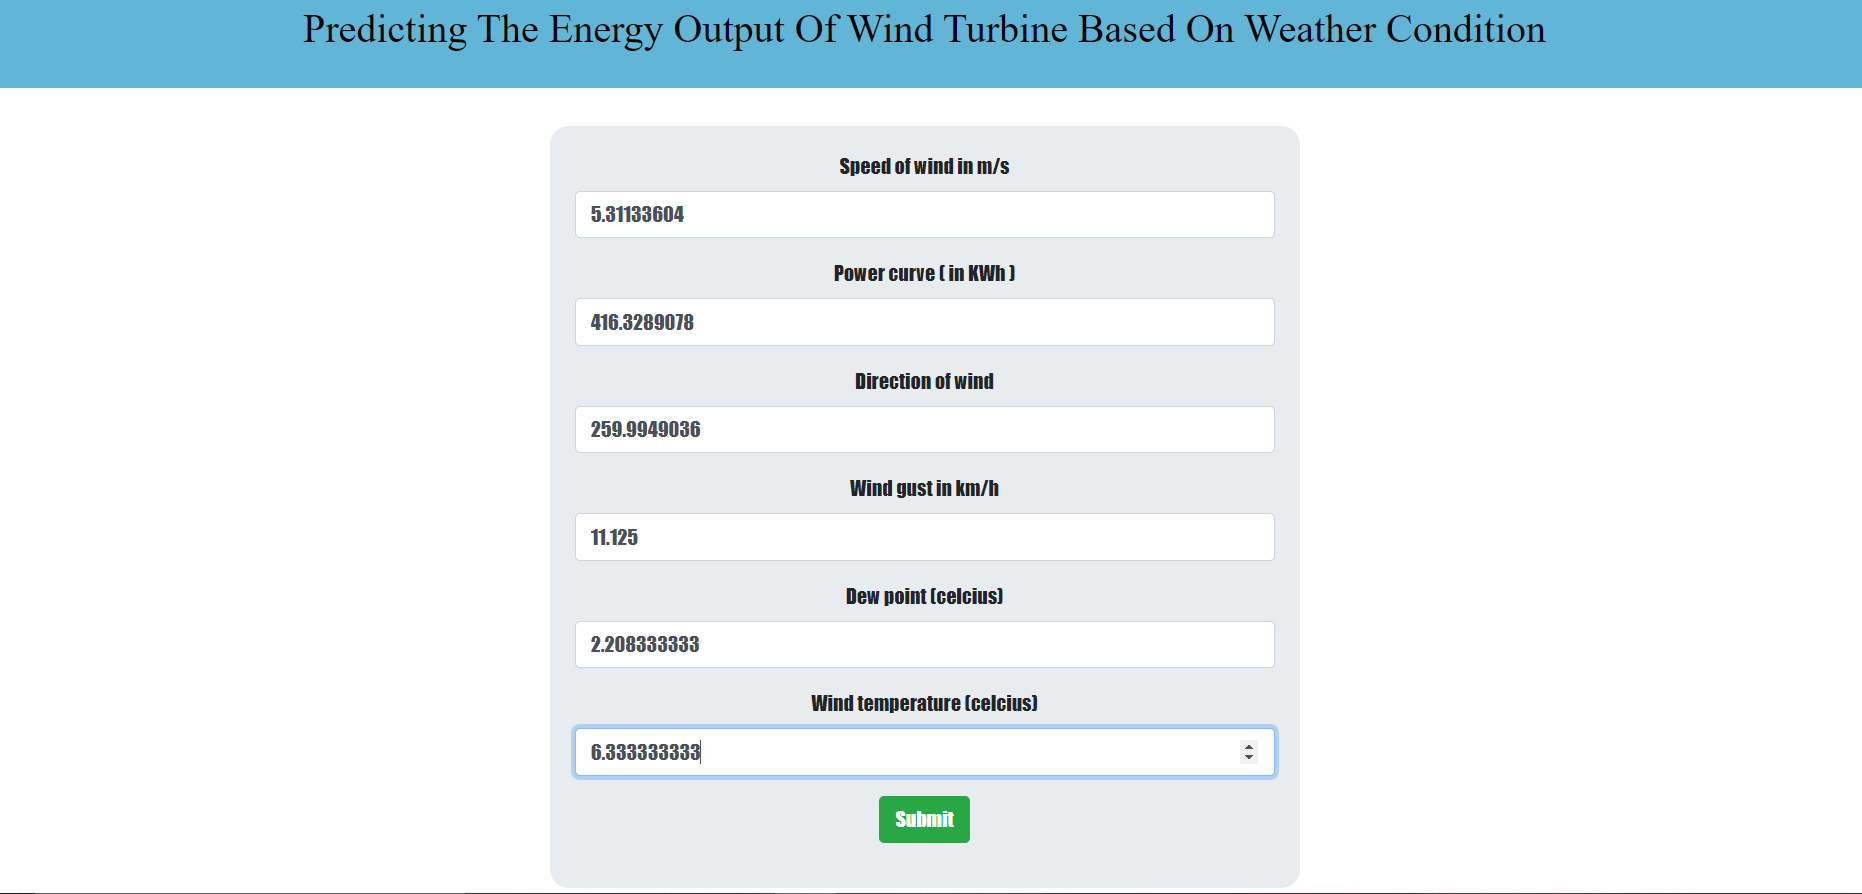 Predicting The Energy Output Of Wind Turbine Based On Weather Condition
Speed of wind in m/s
5.31133604
Power curve ( in KWh )
416.3289078
Direction of wind
259.9949036
Wind gust in km/h
11.125
Dew point (celcius)
2.208333333
Wind temperature (celcius)
6.333333333
Submit